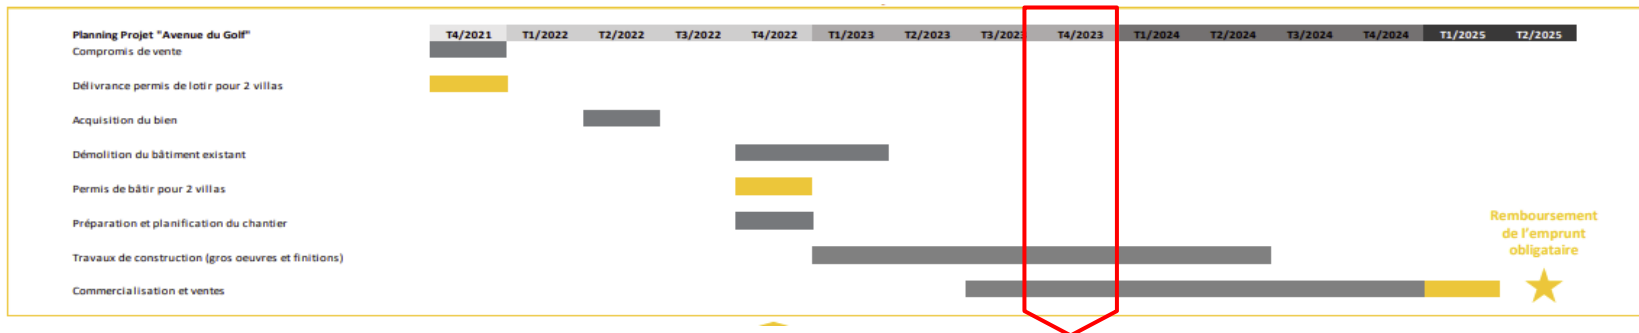 Planning Projet "Avenue du Golf" T4/2021 T1/2022 T2/2022 T3/2022 T4/2022 T1/2023 T2/2023 T3/2023 T4/2023 T1/2024 T2/2024 T3/2024 T4/2024 T1/2025 T2/2025
Compromis de vente
Délivrance permis de lotir pour 2 villas
Acquisition du bien
Démolition du bâtiment existant
Permis de bâtir pour 2 villas
Préparation et planification du chantier
Travaux de construction (gros oeuvres et finitions)
Commercialisation et ventes
Remboursement
de l'emprunt
obligataire